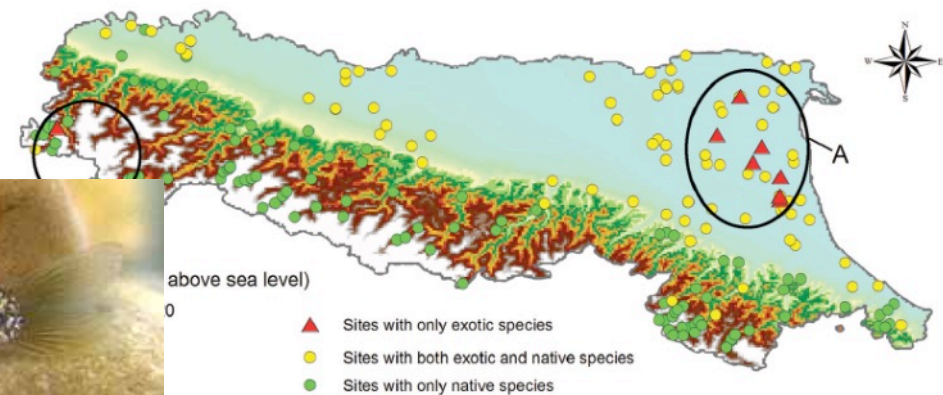 N
W E
S
A
above sea level)
0
Sites with only exotic species
Sites with both exotic and native species
Sites with only native species